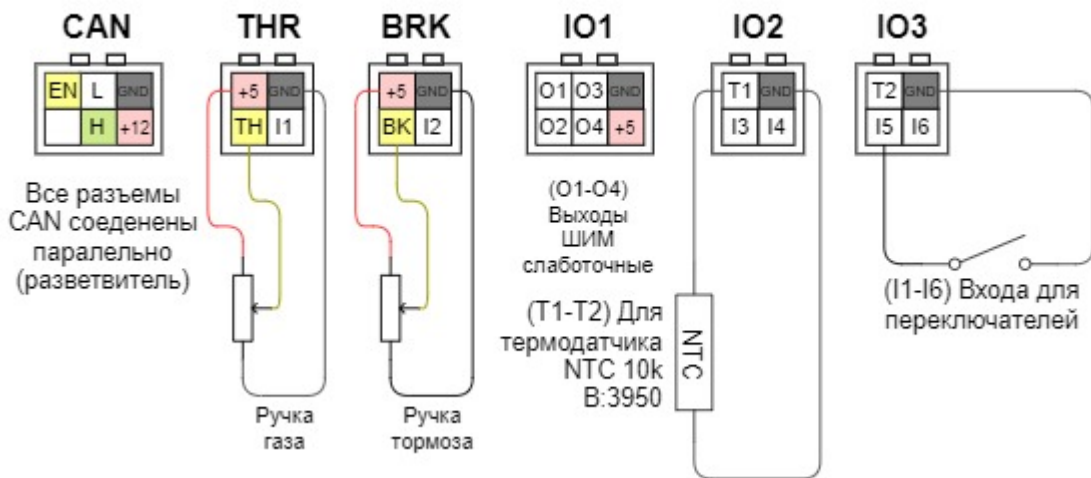 CAN THR BRK IO1 IO2 IO3
EN L GND
H +12
+5 GND
TH I1
+5 GND
BK I2
O1 O3 GND
O2 O4 +5
T1 GND
I3 I4
T2 GND
I5 I6
Все разъемы
CAN соеденены
паралельно
(разветвитель)
Ручка
газа
Ручка
тормоза
(O1-O4)
Выходы
ШИМ
слаботочные
(T1-T2) Для
термодатчика
NTC 10k
B:3950
NTC
(I1-I6) Входа для
переключателей